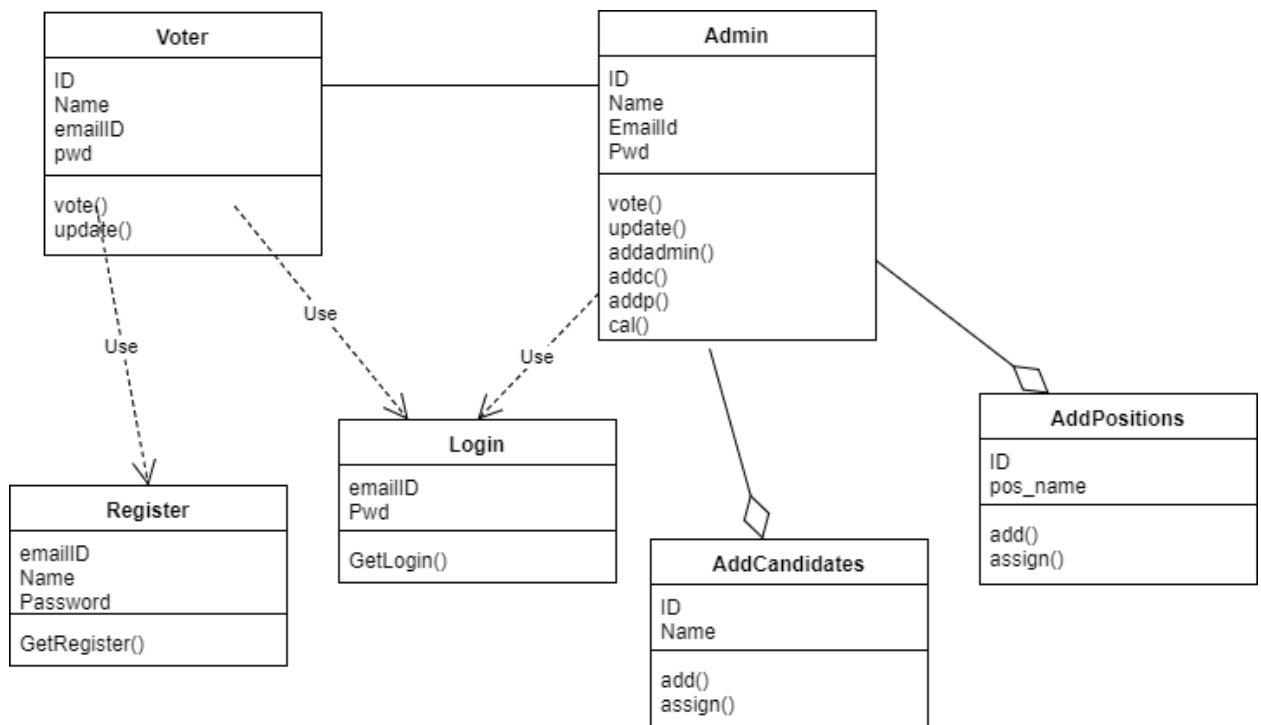 Voter
ID
Name
emailID
pwd
vote()
update()
Admin
ID
Name
EmailId
Pwd
vote()
update()
addadmin()
addc()
addp()
cal()
Use
Use
Use
Register
emailID
Name
Password
GetRegister()
Login
emailID
Pwd
GetLogin()
AddCandidates
ID
Name
add()
assign()
AddPositions
ID
pos_name
add()
assign()